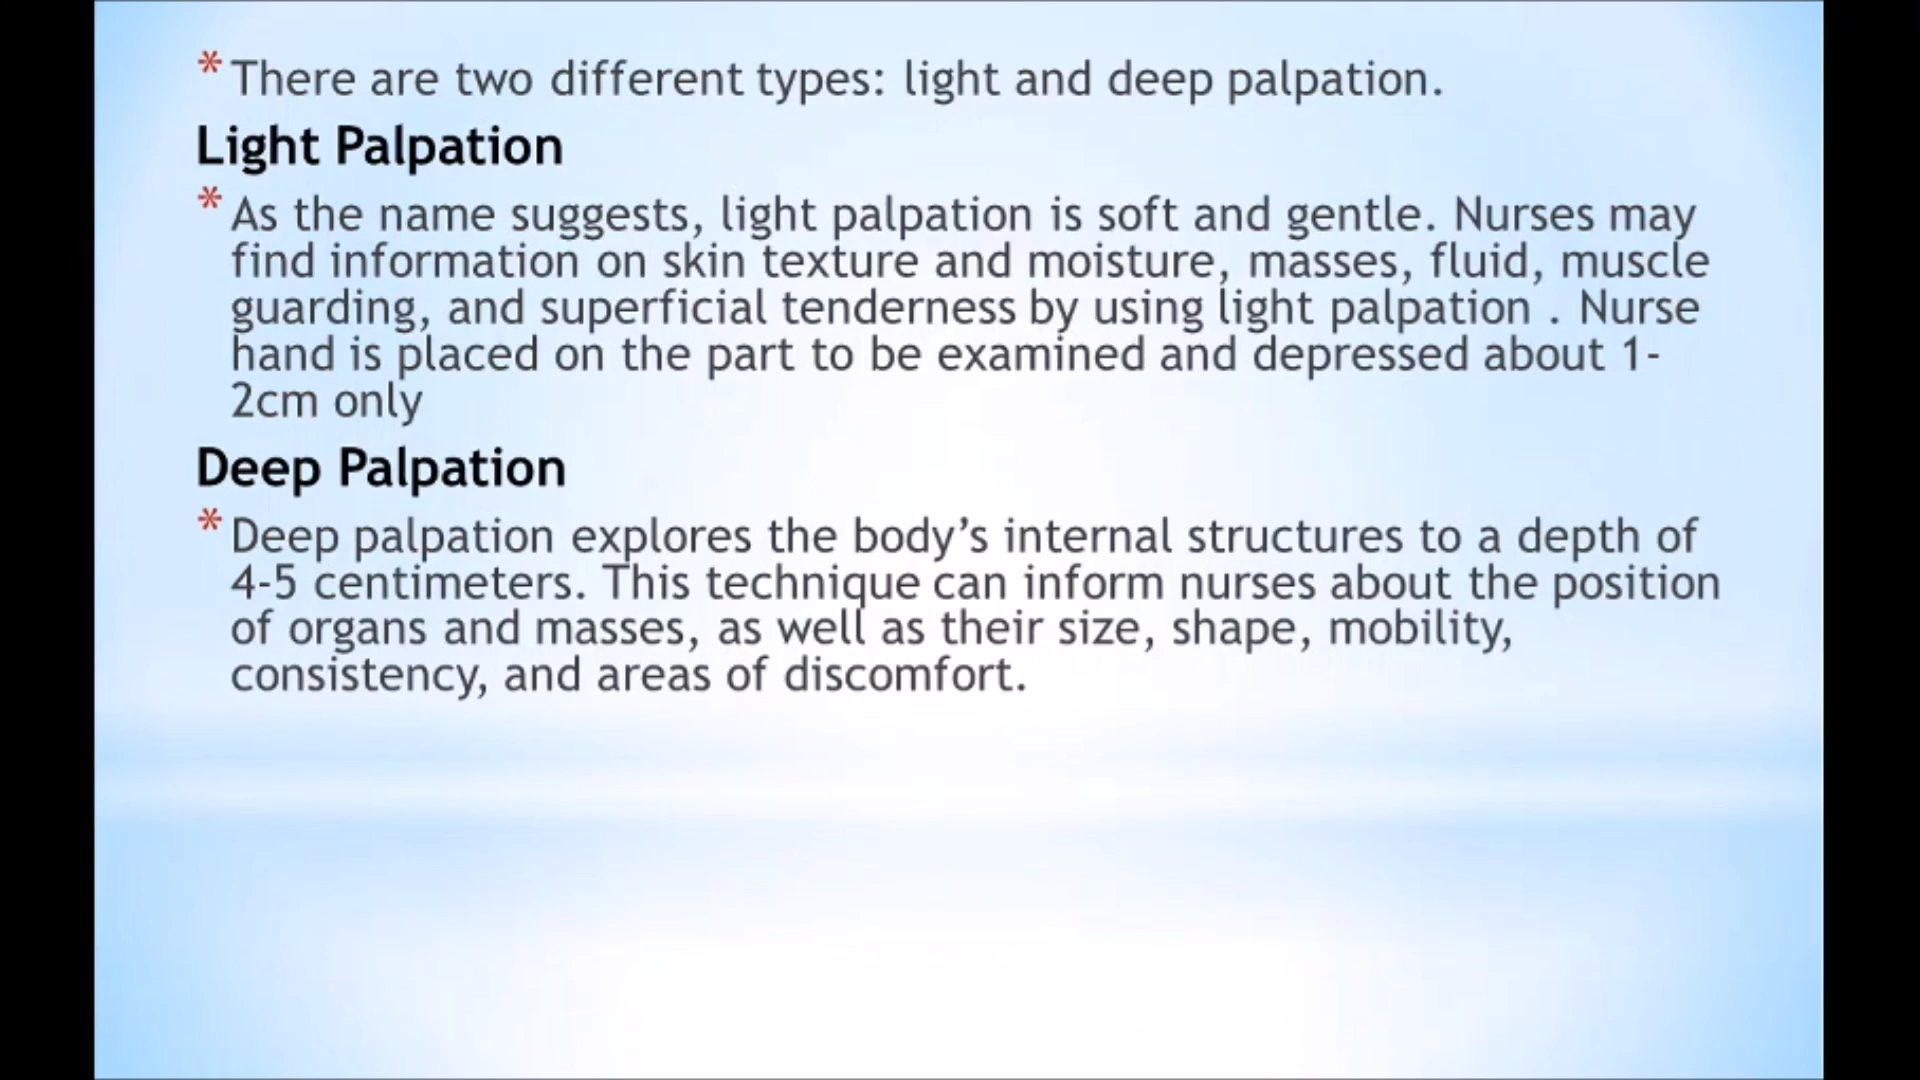 * There are two different types: light and deep palpation.
Light Palpation
* As the name suggests, light palpation is soft and gentle. Nurses may
find information on skin texture and moisture, masses, fluid, muscle
guarding, and superficial tenderness by using light palpation . Nurse
hand is placed on the part to be examined and depressed about 1-
2cm only
Deep Palpation
* Deep palpation explores the body’s internal structures to a depth of
4-5 centimeters. This technique can inform nurses about the position
of organs and masses, as well as their size, shape, mobility,
consistency, and areas of discomfort.